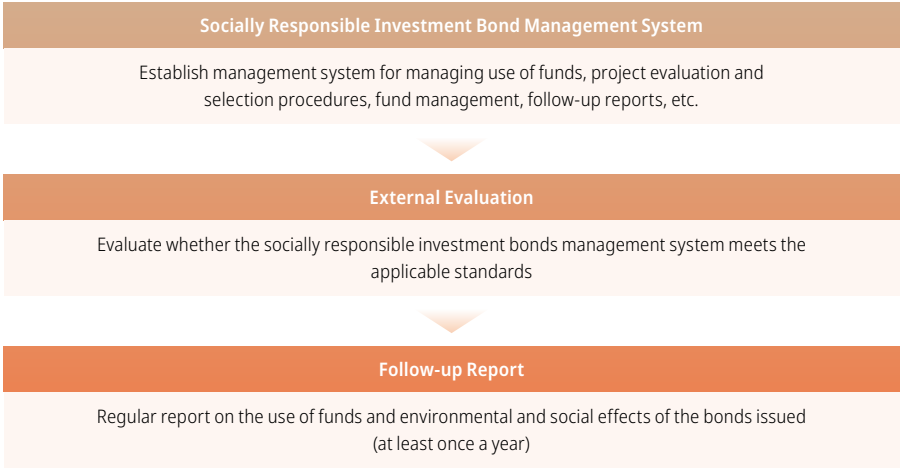 Socially Responsible Investment Bond Management System
Establish management system for managing use of funds, project evaluation and
selection procedures, fund management, follow-up reports, etc.
External Evaluation
Evaluate whether the socially responsible investment bonds management system meets the
applicable standards
Follow-up Report
Regular report on the use of funds and environmental and social effects of the bonds issued
(at least once a year)